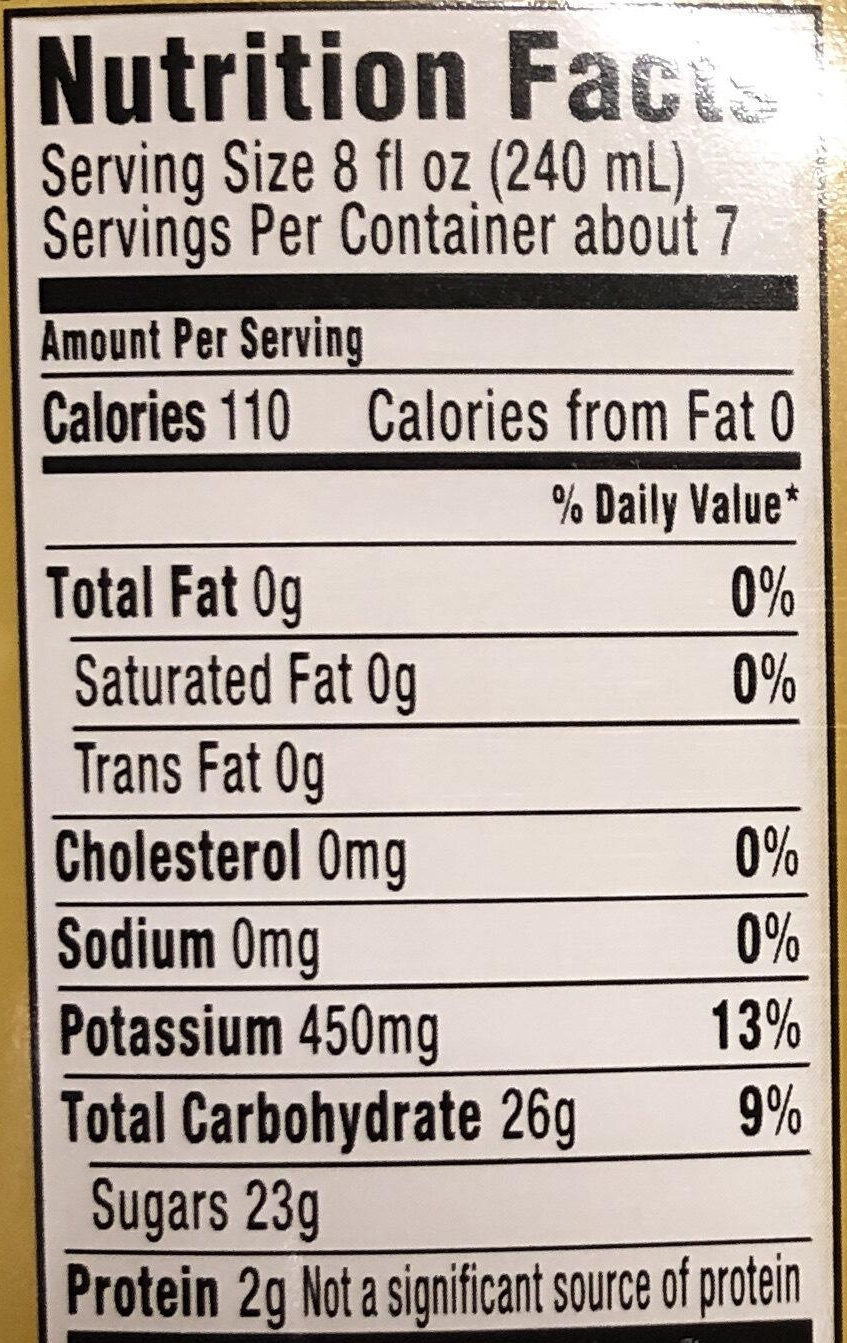 Nutrition Facts
Serving Size 8 fl oz (240 mL)
Servings Per Container about 7
Amount Per Serving
Calories 110 Calories from Fat 0
% Daily Value*
Total Fat 0g 0%
Saturated Fat 0g 0%
Trans Fat 0g
Cholesterol 0mg 0%
Sodium 0mg 0%
Potassium 450mg 13%
Total Carbohydrate 26g 9%
Sugars 23g
Protein 2g Not a significant source of protein